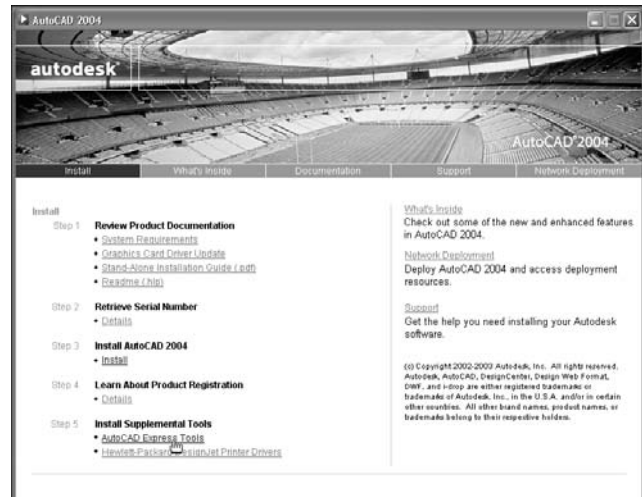 AutoCAD 2004
autodesk®
AutoCAD®2004
Install
What's Inside
Documentation
Support
Network Deployment
Install
Step 1
Review Product Documentation
• System Requirements
• Graphics Card Driver Update
• Stand-Alone Installation Guide (.pdf)
• Readme (.hlp)
Step 2
Retrieve Serial Number
• Details
Step 3
Install AutoCAD 2004
• Install
Step 4
Learn About Product Registration
• Details
Step 5
Install Supplemental Tools
• AutoCAD Express Tools
• Hewlett-Packard DesignJet Printer Drivers
What's Inside
Check out some of the new and enhanced features
in AutoCAD 2004.
Network Deployment
Deploy AutoCAD 2004 and access deployment
resources.
Support
Get the help you need installing your Autodesk
software.
(c) Copyright 2002-2003 Autodesk, Inc. All rights reserved.
Autodesk, AutoCAD, DesignCenter, Design Web Format,
DWF, and i-drop are either registered trademarks or
trademarks of Autodesk, Inc., in the U.S.A. and/or in certain
other countries. All other brand names, product names, or
trademarks belong to their respective holders.